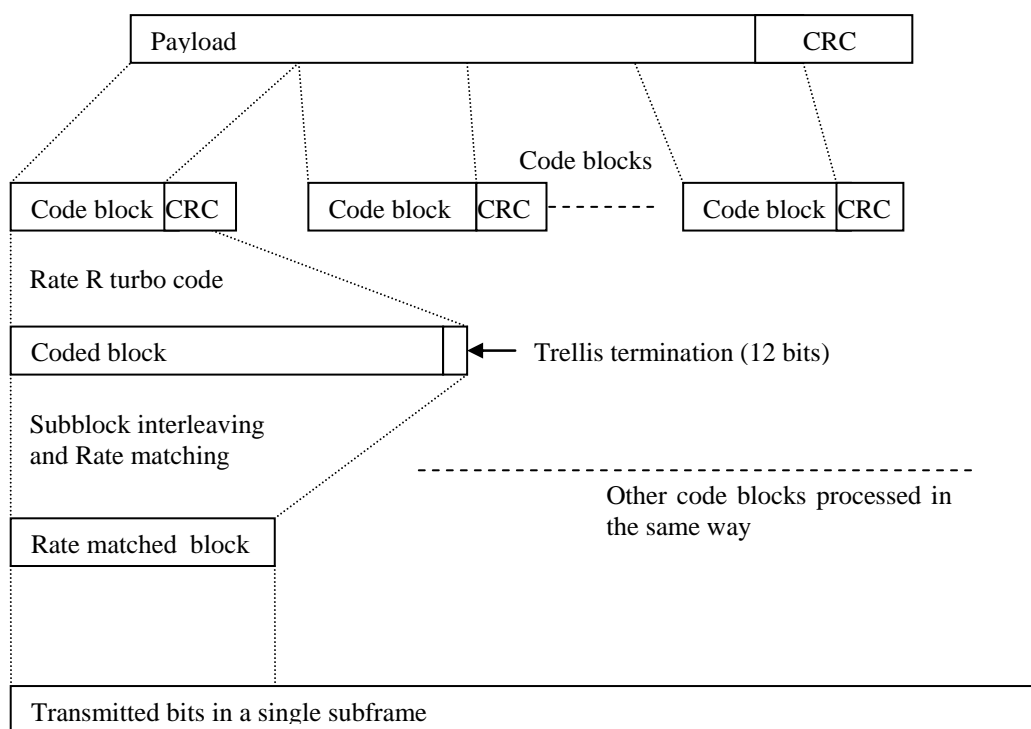 Payload CRC
Code blocks
Code block CRC Code block CRC Code block CRC
Rate R turbo code
Coded block
Trellis termination (12 bits)
Subblock interleaving
and Rate matching
Other code blocks processed in
the same way
Rate matched block
Transmitted bits in a single subframe